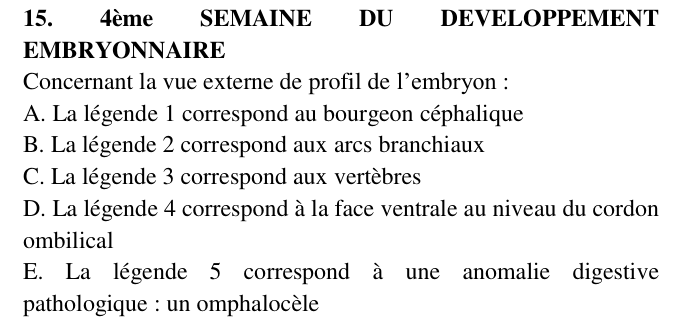 15. 4ème SEMAINE DU DEVELOPPEMENT
EMBRYONNAIRE
Concernant la vue externe de profil de l'embryon :
A. La légende 1 correspond au bourgeon céphalique
B. La légende 2 correspond aux arcs branchiaux
C. La légende 3 correspond aux vertèbres
D. La légende 4 correspond à la face ventrale au niveau du cordon
ombilical
E. La légende 5 correspond à une anomalie digestive
pathologique : un omphalocèle